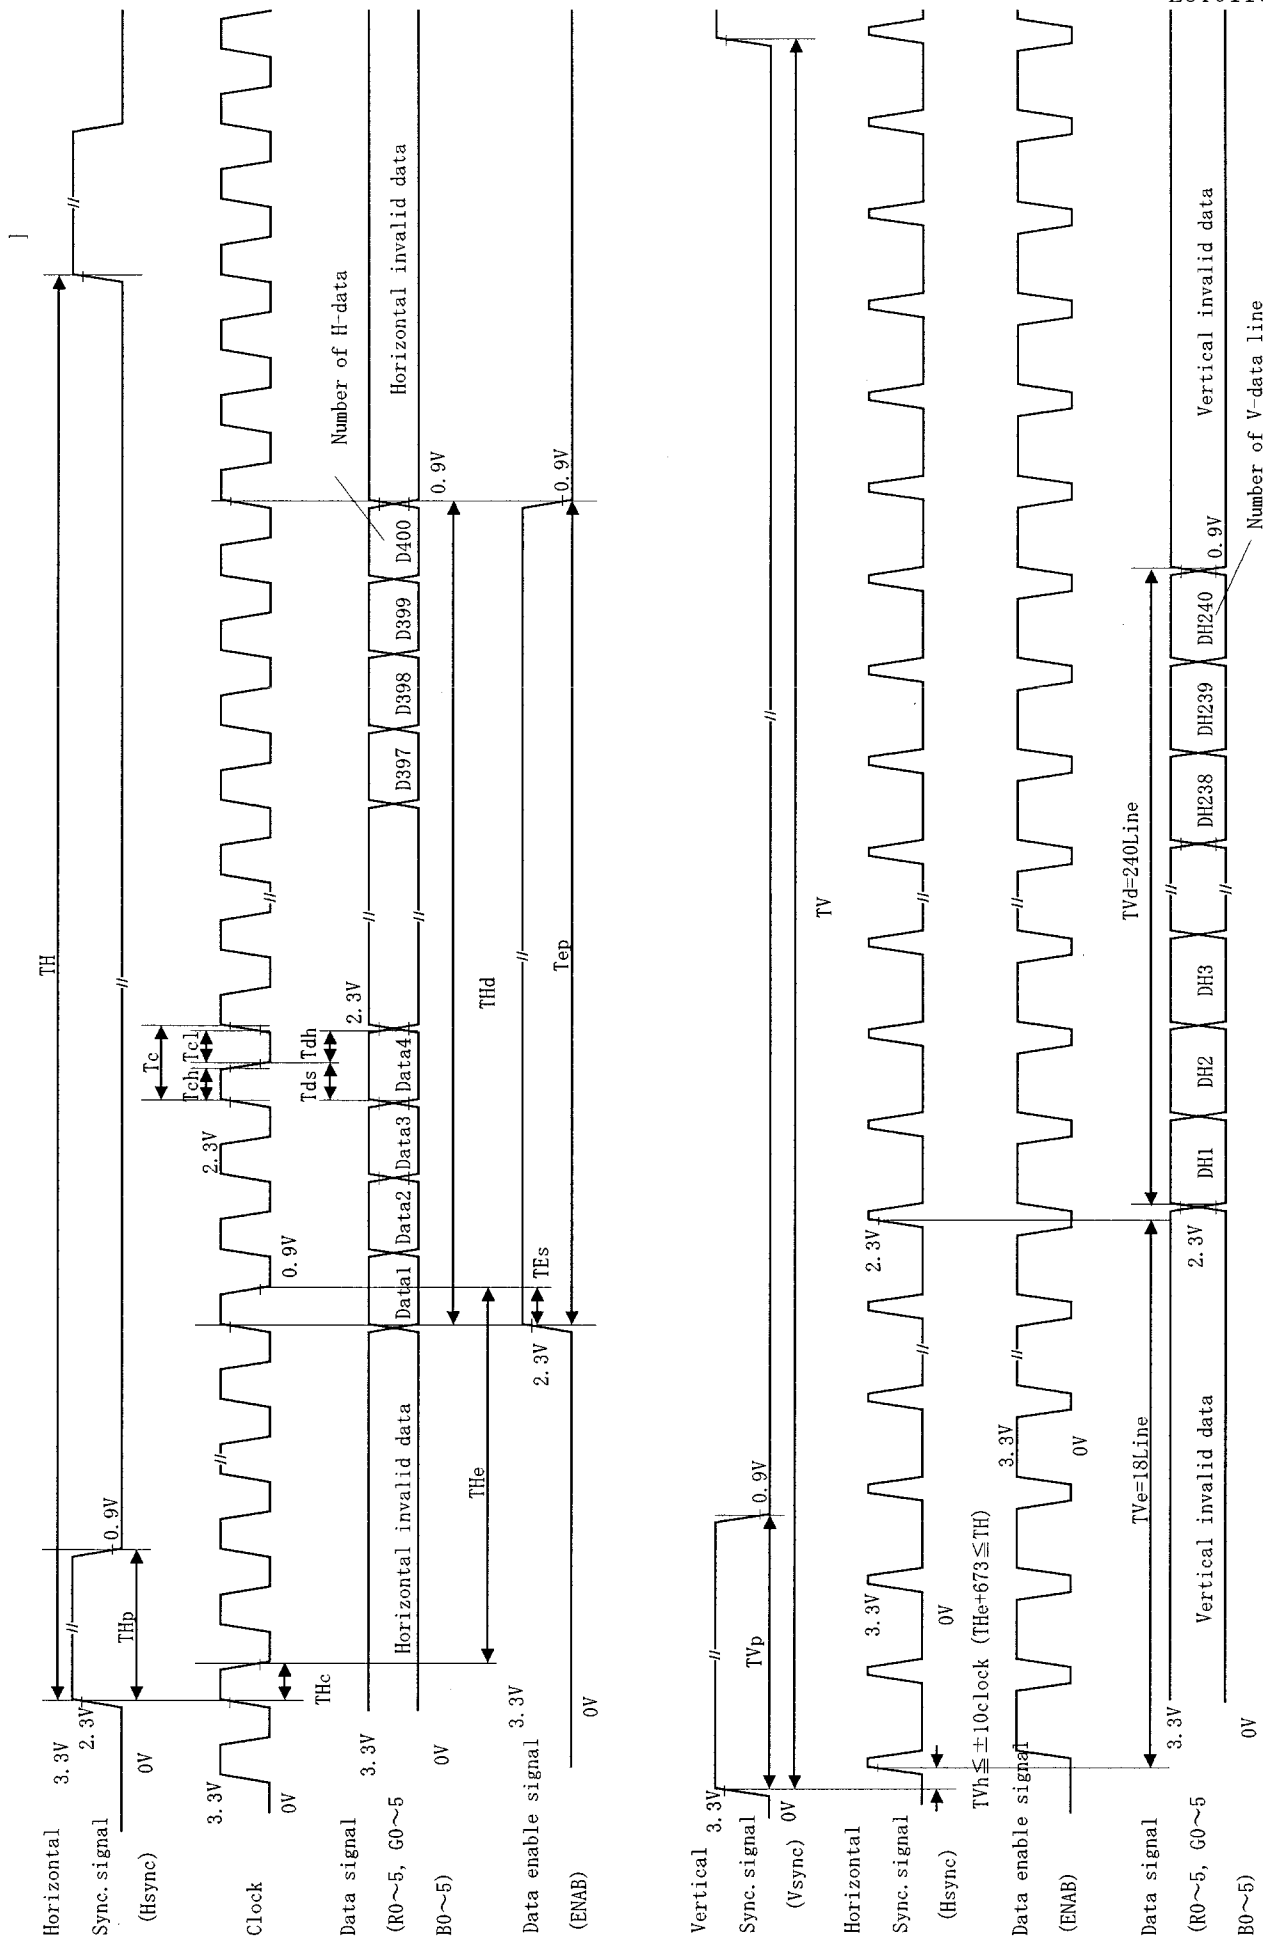 ]
Horizontal
Sync. signal
(Hsync)
3.3V
2.3V
0V
THp
0.9V
TH
Clock
3.3V
0V
THc
0.9V
2.3V
Tc
Tch
Tcl
Data signal
(R0～5, G0～5
B0～5)
3.3V
0V
Horizontal invalid data
Data1
Data2
Data3
Data4
Tds
Tdh
2.3V
D397
D398
D399
D400
Number of H-data
0.9V
Horizontal invalid data
THe
THd
Data enable signal
(ENAB)
3.3V
0V
2.3V
TEs
Tep
0.9V
Vertical
Sync. signal
(Vsync)
3.3V
0V
TVp
0.9V
TV
Horizontal
Sync. signal
(Hsync)
3.3V
0V
2.3V
TVh≦±10clock (THe+673≦TH)
Data enable signal
(ENAB)
3.3V
0V
TVe=18Line
TVd=240Line
Data signal
(R0～5, G0～5
B0～5)
3.3V
0V
Vertical invalid data
2.3V
DH1
DH2
DH3
DH238
DH239
DH240
0.9V
Number of V-data line
Vertical invalid data